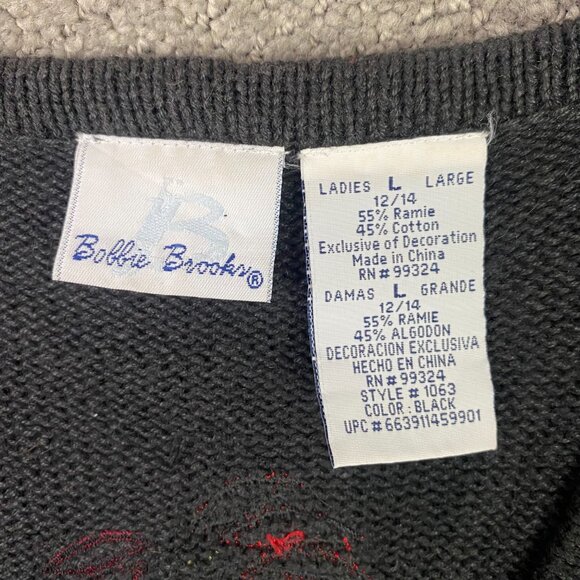 B
Bobbie Brooks®
LADIES L LARGE
12/14
55% Ramie
45% Cotton
Exclusive of Decoration
Made in China
RN# 99324
DAMAS L GRANDE
12/14
55% RAMIE
45% ALGODON
DECORACION EXCLUSIVA
HECHO EN CHINA
RN# 99324
STYLE # 1063
COLOR : BLACK
UPC # 663911459901